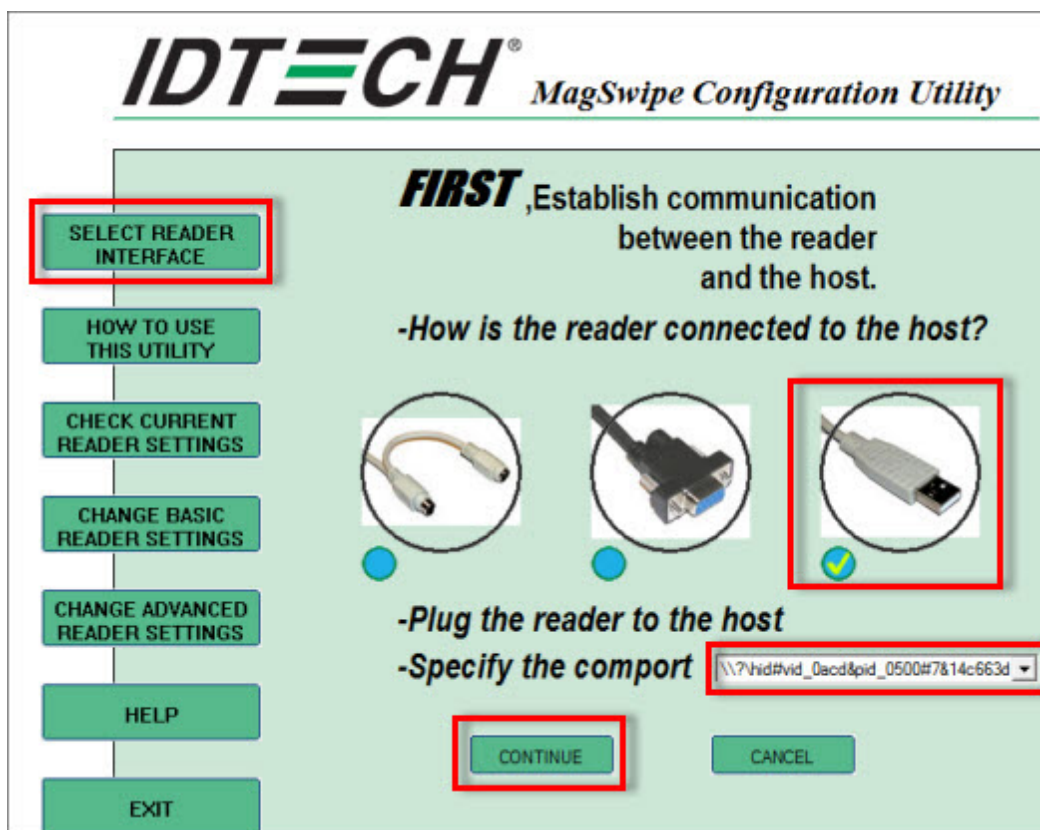 IDTECH®
MagSwipe Configuration Utility
FIRST ,Establish communication
between the reader
and the host.
SELECT READER
INTERFACE
-How is the reader connected to the host?
HOW TO USE
THIS UTILITY
CHECK CURRENT
READER SETTINGS
CHANGE BASIC
READER SETTINGS
CHANGE ADVANCED
READER SETTINGS
-Plug the reader to the host
-Specify the comport \\?\hid#vid_0acd&pid_0500#7&14c663d
HELP
CONTINUE
CANCEL
EXIT